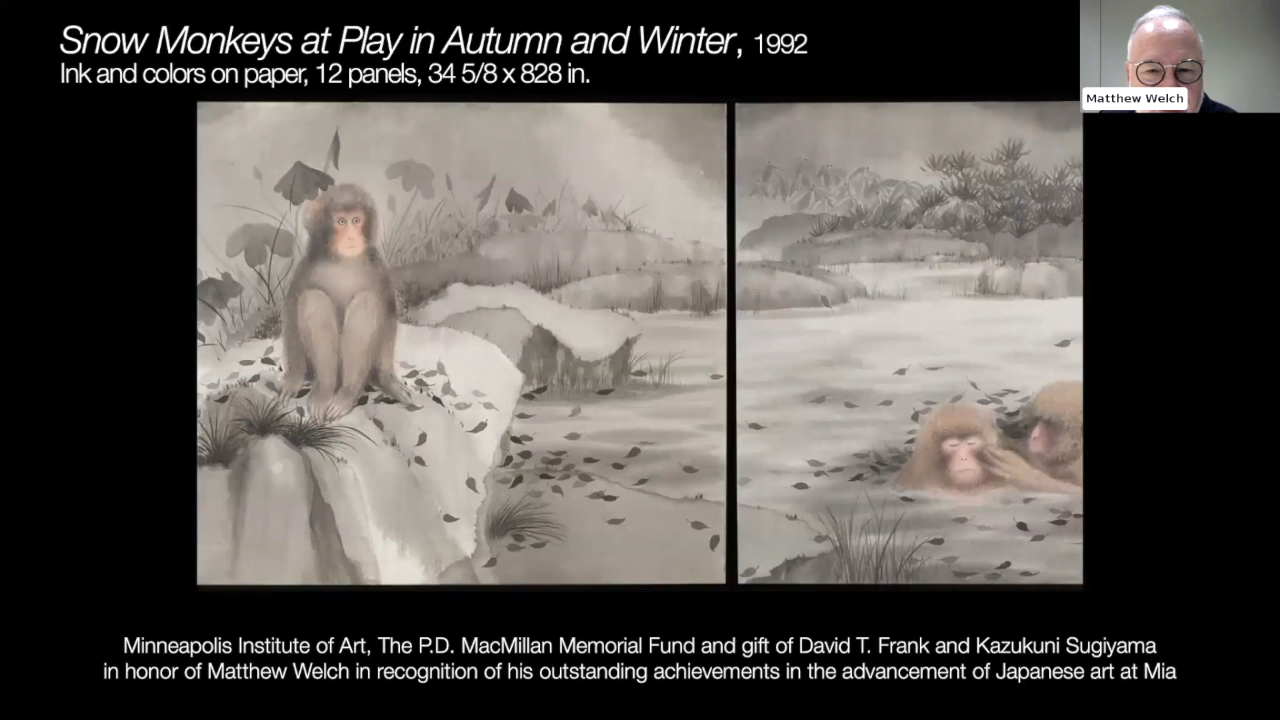 Snow Monkeys at Play in Autumn and Winter, 1992
Ink and colors on paper, 12 panels, 34 5/8 x 828 in.
Matthew Welch
Minneapolis Institute of Art, The P.D. MacMillan Memorial Fund and gift of David T. Frank and Kazukuni Sugiyama
in honor of Matthew Welch in recognition of his outstanding achievements in the advancement of Japanese art at Mia